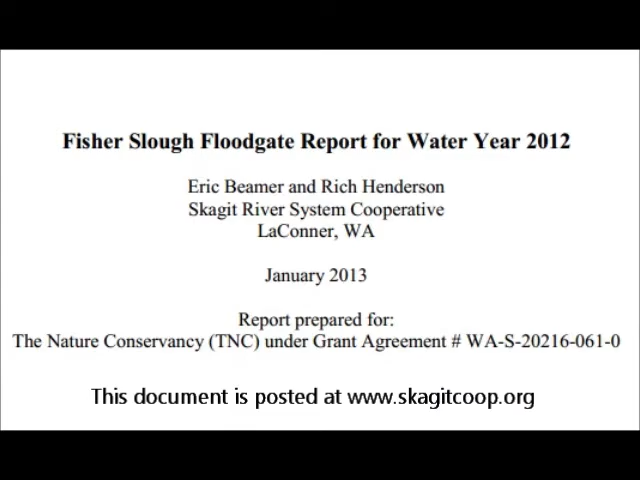 Fisher Slough Floodgate Report for Water Year 2012
Eric Beamer and Rich Henderson
Skagit River System Cooperative
LaConner, WA
January 2013
Report prepared for:
The Nature Conservancy (TNC) under Grant Agreement # WA-S-20216-061-0
This document is posted at www.skagitcoop.org